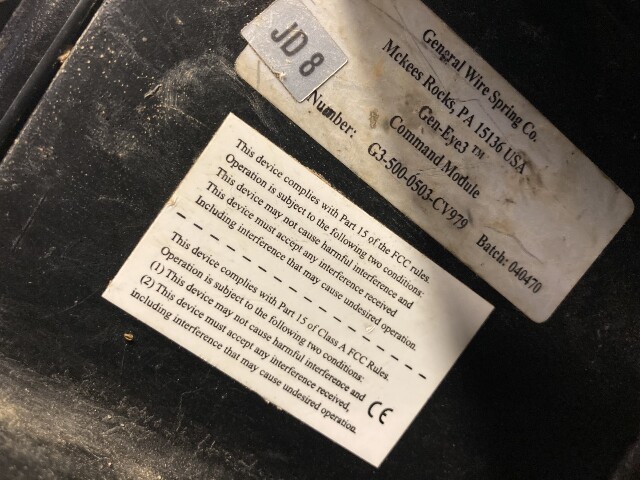 JD 8
General Wire Spring Co.
Mckees Rocks, PA 15136 USA
Gen-Eye3 ™
Command Module
Number: G3-500-0503-CV979
Batch: 040470
This device complies with Part 15 of the FCC rules.
Operation is subject to the following two conditions:
This device may not cause harmful interference and
This device must accept any interference received
Including interference that may cause undesired operation.
This device complies with Part 15 of Class A FCC Rules.
Operation is subject to the following two conditions:
(1) This device may not cause harmful interference and
(2) This device must accept any interference received,
including interference that may cause undesired operation.
CE